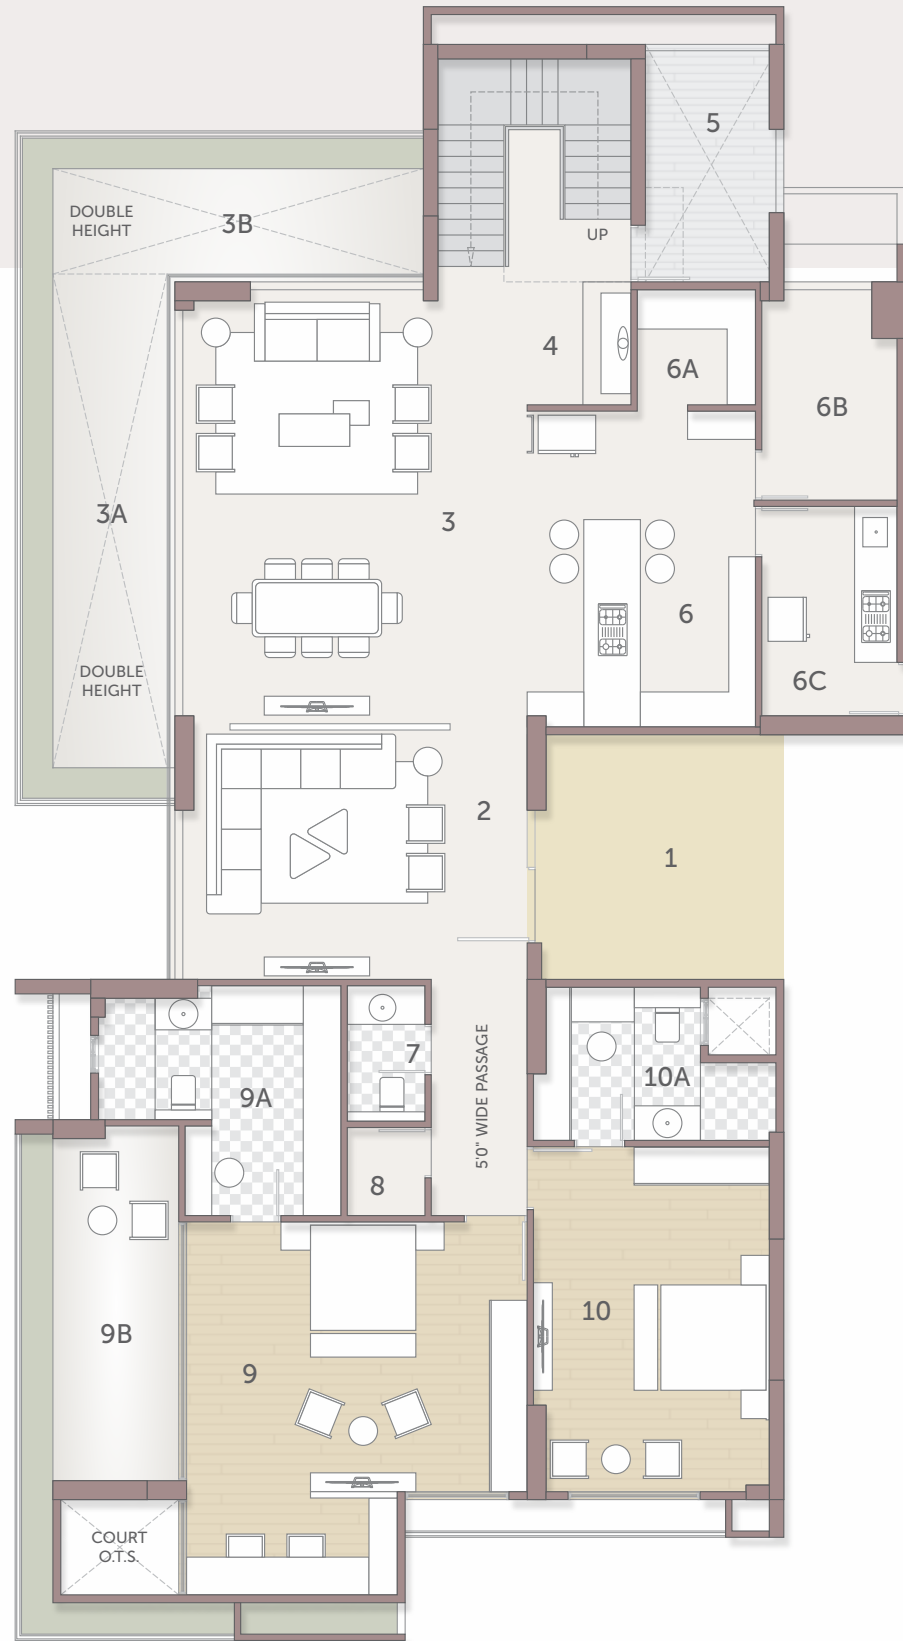 5
DOUBLE
HEIGHT
3B
UP
4
6A
6B
3A
3
6
DOUBLE
HEIGHT
6C
2
1
7
10A
9A
5'0" WIDE PASSAGE
8
10
9B
9
COURT
O.T.S.